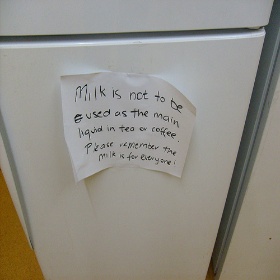 Milk is not to be
used as the main
liquid in tea or coffee.
Please remember the
milk is for everyone!